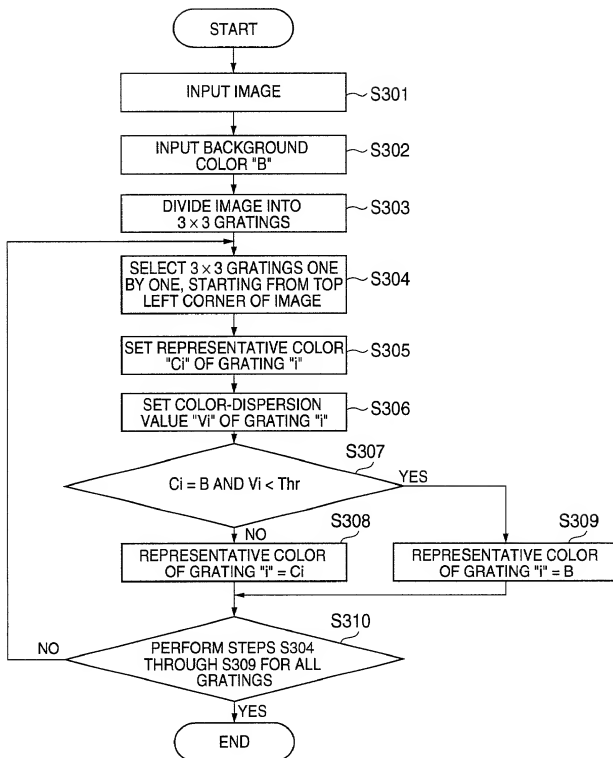 START
INPUT IMAGE
S301
INPUT BACKGROUND
COLOR "B"
S302
DIVIDE IMAGE INTO
3 × 3 GRATINGS
S303
SELECT 3 × 3 GRATINGS ONE
BY ONE, STARTING FROM TOP
LEFT CORNER OF IMAGE
S304
SET REPRESENTATIVE COLOR
"Ci" OF GRATING "i"
S305
SET COLOR-DISPERSION
VALUE "Vi" OF GRATING "i"
S306
S307
Ci = B AND Vi < Thr
YES
NO
S308
REPRESENTATIVE COLOR
OF GRATING "i" = Ci
S309
REPRESENTATIVE COLOR
OF GRATING "i" = B
S310
NO
PERFORM STEPS S304
THROUGH S309 FOR ALL
GRATINGS
YES
END